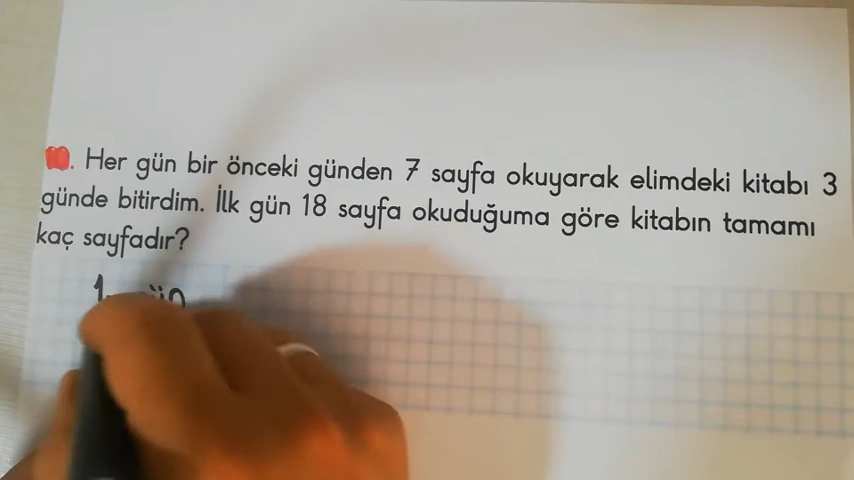 Her gün bir önceki günden 7 sayfa okuyarak elimdeki kitabı 3
günde bitirdim. İlk gün 18 sayfa okuduğuma göre kitabın tamamı
kaç sayfadır?
1.